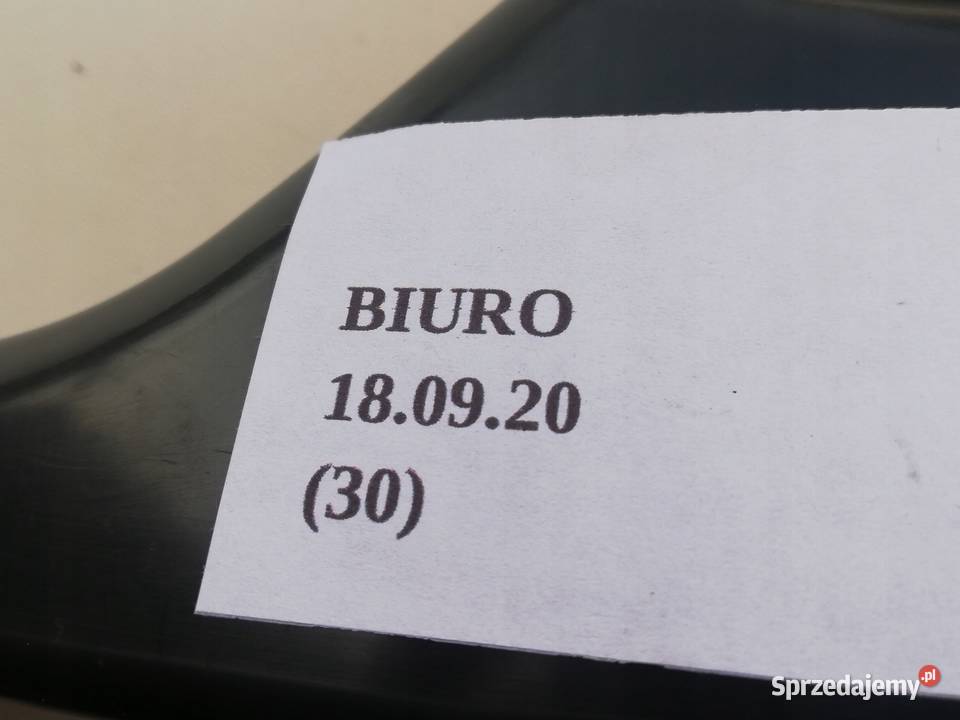 BIURO
18.09.20
(30)
Sprzedajemy.pl